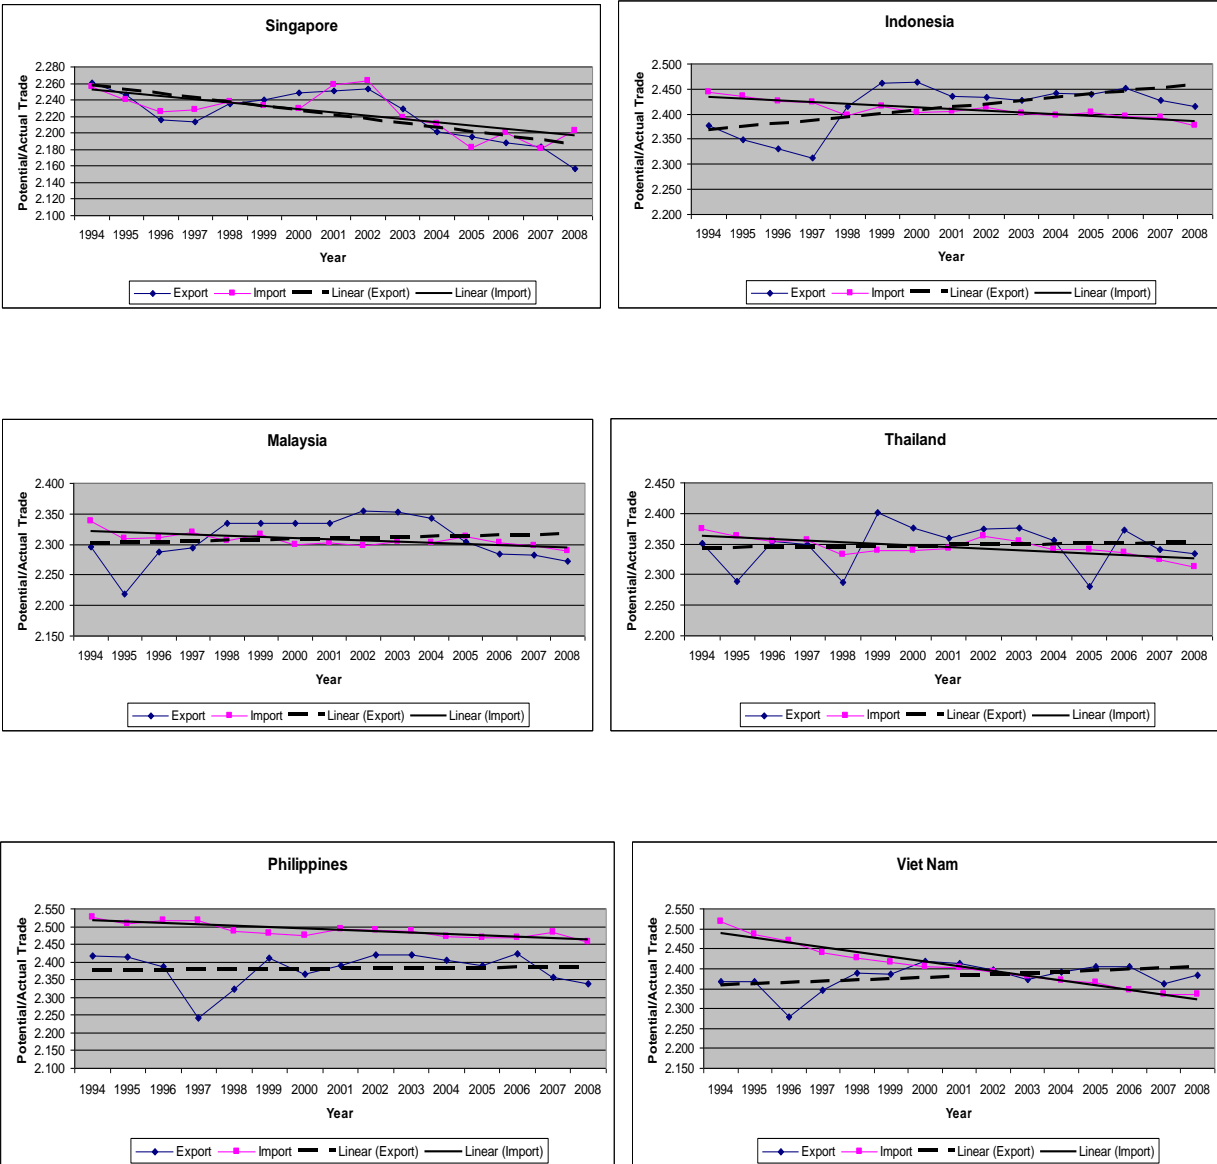 Singapore
Potential/Actual Trade
2.280
2.260
2.240
2.220
2.200
2.180
2.160
2.140
2.120
2.100
1994 1995 1996 1997 1998 1999 2000 2001 2002 2003 2004 2005 2006 2007 2008
Year
Export Import Linear (Export) Linear (Import)
Indonesia
Potential/Actual Trade
2.500
2.450
2.400
2.350
2.300
2.250
2.200
1994 1995 1996 1997 1998 1999 2000 2001 2002 2003 2004 2005 2006 2007 2008
Year
Export Import Linear (Export) Linear (Import)
Malaysia
Potential/Actual Trade
2.400
2.350
2.300
2.250
2.200
2.150
1994 1995 1996 1997 1998 1999 2000 2001 2002 2003 2004 2005 2006 2007 2008
Year
Export Import Linear (Export) Linear (Import)
Thailand
Potential/Actual Trade
2.450
2.400
2.350
2.300
2.250
2.200
1994 1995 1996 1997 1998 1999 2000 2001 2002 2003 2004 2005 2006 2007 2008
Year
Export Import Linear (Export) Linear (Import)
Philippines
Potential/Actual Trade
2.550
2.500
2.450
2.400
2.350
2.300
2.250
2.200
2.150
2.100
1994 1995 1996 1997 1998 1999 2000 2001 2002 2003 2004 2005 2006 2007 2008
Year
Export Import Linear (Export) Linear (Import)
Viet Nam
Potential/Actual Trade
2.550
2.500
2.450
2.400
2.350
2.300
2.250
2.200
2.150
1994 1995 1996 1997 1998 1999 2000 2001 2002 2003 2004 2005 2006 2007 2008
Year
Export Import Linear (Export) Linear (Import)